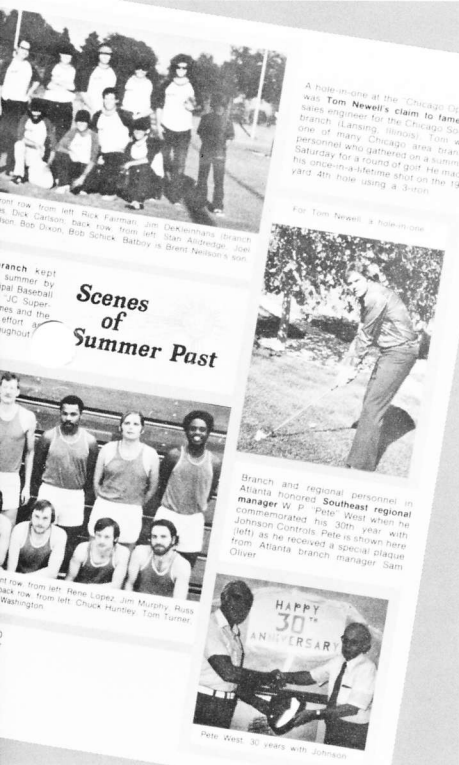 ont row, from left: Rick Fairman, Jim DeKleinhans (branch
Dick Carlson, back row, from left: Stan Alldredge, Joel
son, Bob Dixon, Bob Schick. Batboy is Brent Neilson's son.
ranch kept
summer by
pal Baseball
"JC Super-
mes and the
effort
ughout
Scenes
of
Summer Past
nt row, from left: Rene Lopez, Jim Murphy, Russ
back row, from left: Chuck Huntley, Tom Turner,
Washington.
A hole-in-one at the "Chicago Op
was Tom Newell's claim to fame
sales engineer for the Chicago So
branch, (Lansing, Illinois), Tom w
one of many Chicago area bran
personnel who gathered on a summ
Saturday for a round of golf. He mad
his once-in-a-lifetime shot on the 19
yard 4th hole using a 3-iron.
For Tom Newell, a hole-in-one.
Branch and regional personnel in
Atlanta honored Southeast regional
manager W. P. "Pete" West when he
commemorated his 30th year with
Johnson Controls. Pete is shown here
(left) as he received a special plaque
from Atlanta branch manager Sam
Oliver.
HAPPY
30TH
ANNIVERSARY
Pete West, 30 years with Johnson